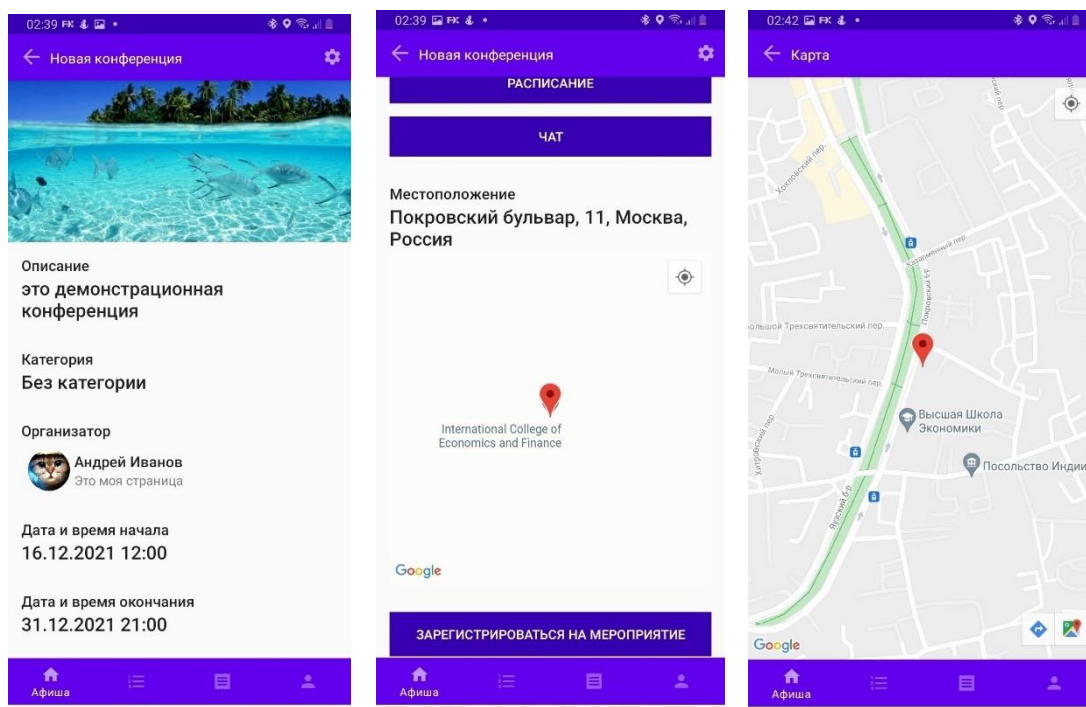 02:39 FK
Новая конференция
Описание
это демонстрационная
конференция
Категория
Без категории
Организатор
Андрей Иванов
Это моя страница
Дата и время начала
16.12.2021 12:00
Дата и время окончания
31.12.2021 21:00
Афиша
02:39 FK
Новая конференция
РАСПИСАНИЕ
ЧАТ
Местоположение
Покровский бульвар, 11, Москва,
Россия
International College of
Economics and Finance
Google
ЗАРЕГИСТРИРОВАТЬСЯ НА МЕРОПРИЯТИЕ
Афиша
02:42 FK
Карта
Хохловский пер.
Казарменный пер.
Покровский б-р
ольшой Трехсвятительский пер.
Малый Трехсвятительский пер.
Хитровский пер.
Высшая Школа
Экономики
Посольство Индии
Яузский б-р
Google
Афиша